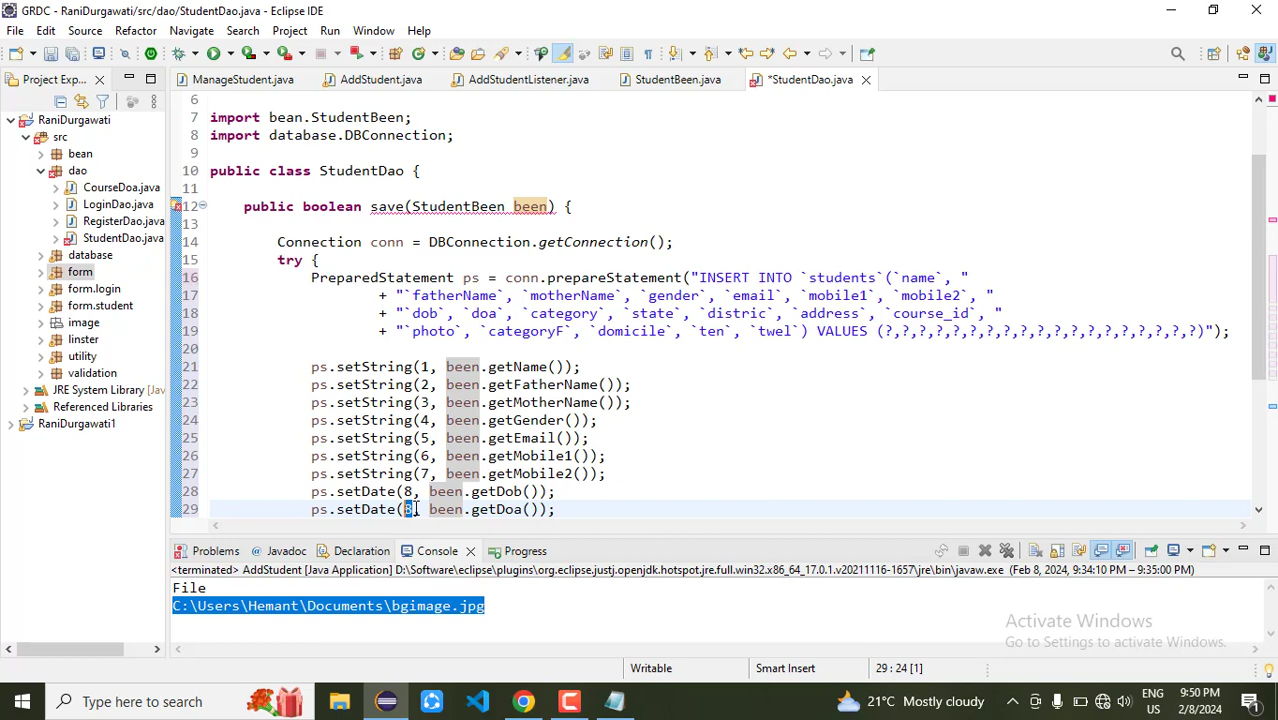 GRDC - RaniDurgawati/src/dao/StudentDao.java - Eclipse IDE
File Edit Source Refactor Navigate Search Project Run Window Help
Project Exp...
ManageStudent.java AddStudent.java AddStudentListener.java StudentBeen.java *StudentDao.java
RaniDurgawati
src
bean
dao
CourseDoa.java
LoginDao.java
RegisterDao.java
StudentDao.java
database
form
form.login
form.student
image
linster
utility
validation
JRE System Library [Java
Referenced Libraries
RaniDurgawati1
6
7 import bean.StudentBeen;
8 import database.DBConnection;
9
10 public class StudentDao {
11
12 public boolean save(StudentBeen been) {
13
14 Connection conn = DBConnection.getConnection();
15 try {
16 PreparedStatement ps = conn.prepareStatement("INSERT INTO `students`(`name`, "
17 + "`fatherName`, `motherName`, `gender`, `email`, `mobile1`, `mobile2`, "
18 + "`dob`, `doa`, `category`, `state`, `distric`, `address`, `course_id`, "
19 + "`photo`, `categoryF`, `domicile`, `ten`, `twel`) VALUES (?,?,?,?,?,?,?,?,?,?,?,?,?,?,?,?,?,?,?)");
20
21 ps.setString(1, been.getName());
22 ps.setString(2, been.getFatherName());
23 ps.setString(3, been.getMotherName());
24 ps.setString(4, been.getGender());
25 ps.setString(5, been.getEmail());
26 ps.setString(6, been.getMobile1());
27 ps.setString(7, been.getMobile2());
28 ps.setDate(8, been.getDob());
29 ps.setDate(8, been.getDoa());
Problems Javadoc Declaration Console Progress
<terminated> AddStudent [Java Application] D:\Software\eclipse\plugins\org.eclipse.justj.openjdk.hotspot.jre.full.win32.x86_64_17.0.1.v20211116-1657\jre\bin\javaw.exe (Feb 8, 2024, 9:34:10 PM – 9:35:00 PM)
File
C:\Users\Hemant\Documents\bgimage.jpg
Activate Windows
Go to Settings to activate Windows.
Writable Smart Insert 29 : 24 [1]
Type here to search
21°C Mostly cloudy
ENG
US
9:50 PM
2/8/2024
1